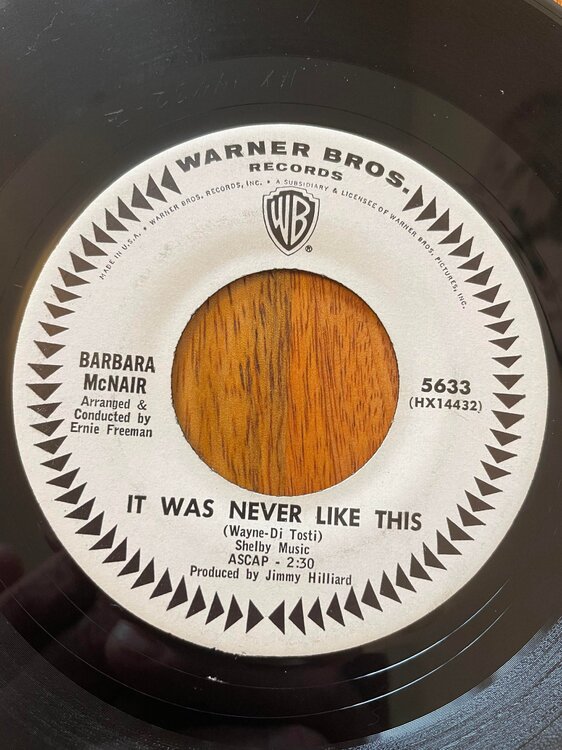 WARNER BROS.
RECORDS
MADE IN U.S.A. • WARNER BROS. RECORDS, INC. • A SUBSIDIARY & LICENSEE OF WARNER BROS. PICTURES, INC.
WB
®
BARBARA
McNAIR
Arranged &
Conducted by
Ernie Freeman
5633
(HX14432)
IT WAS NEVER LIKE THIS
(Wayne-Di Tosti)
Shelby Music
ASCAP - 2:30
Produced by Jimmy Hilliard